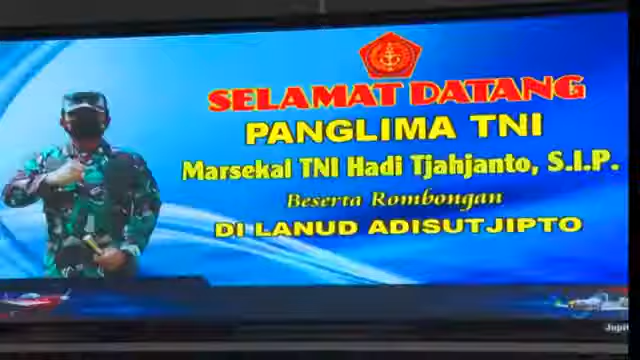 SELAMAT DATANG
PANGLIMA TNI
Marsekal TNI Hadi Tjahjanto, S.I.P.
Beserta Rombongan
DI LANUD ADISUTJIPTO